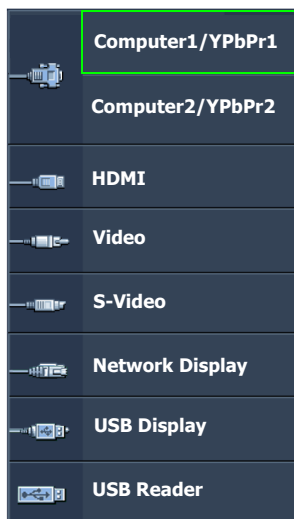 Computer1/YPbPr1
Computer2/YPbPr2
HDMI
Video
S-Video
Network Display
USB Display
USB Reader